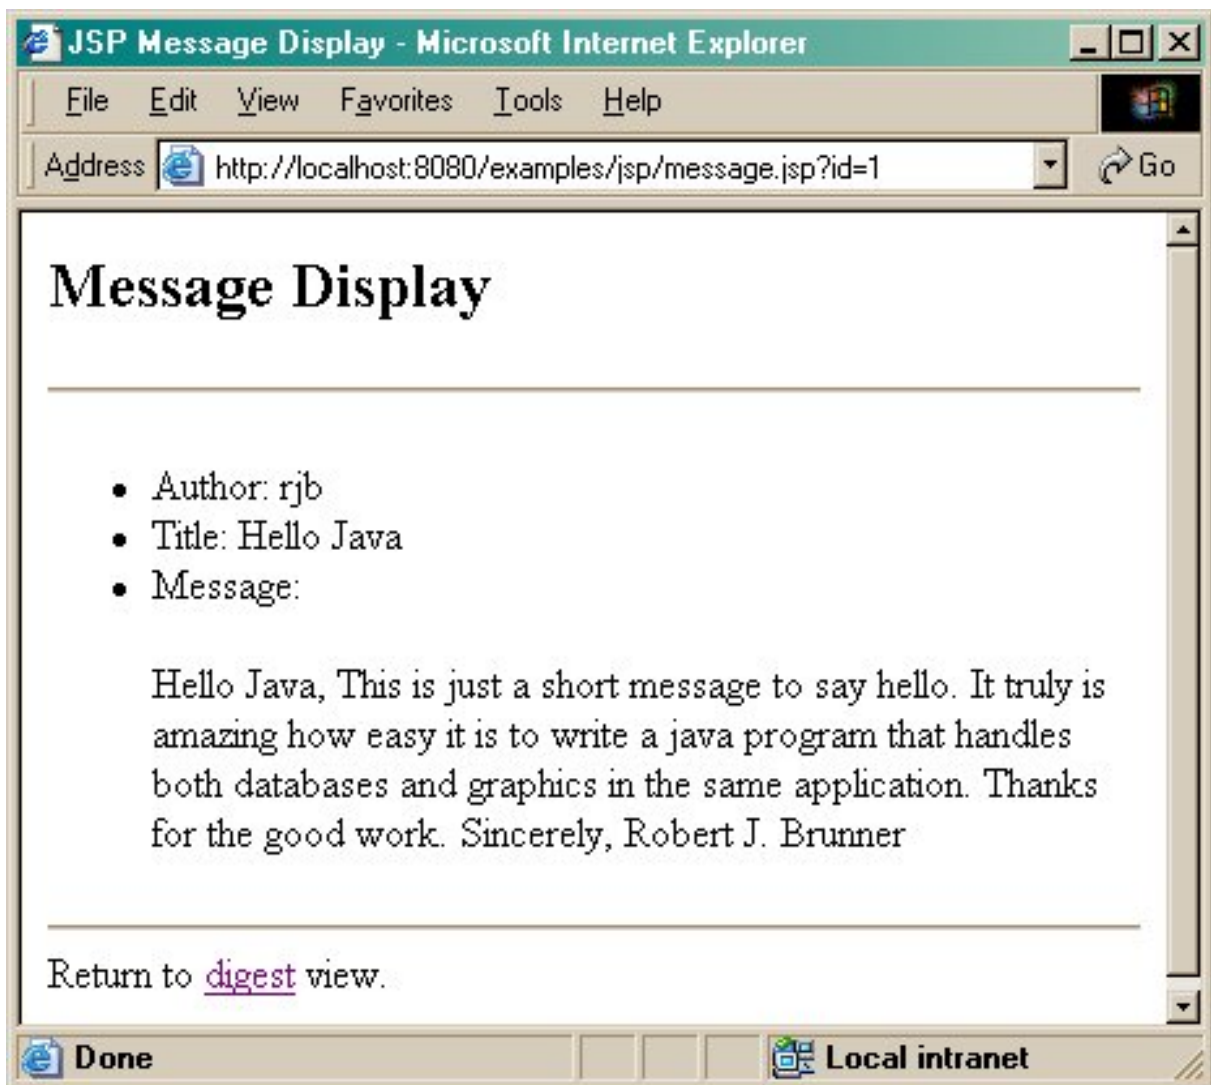 JSP Message Display - Microsoft Internet Explorer
File Edit View Favorites Tools Help
Address http://localhost:8080/examples/jsp/message.jsp?id=1 Go
Message Display
• Author: rjb
• Title: Hello Java
• Message:
Hello Java, This is just a short message to say hello. It truly is
amazing how easy it is to write a java program that handles
both databases and graphics in the same application. Thanks
for the good work. Sincerely, Robert J. Brunner
Return to digest view.
Done Local intranet